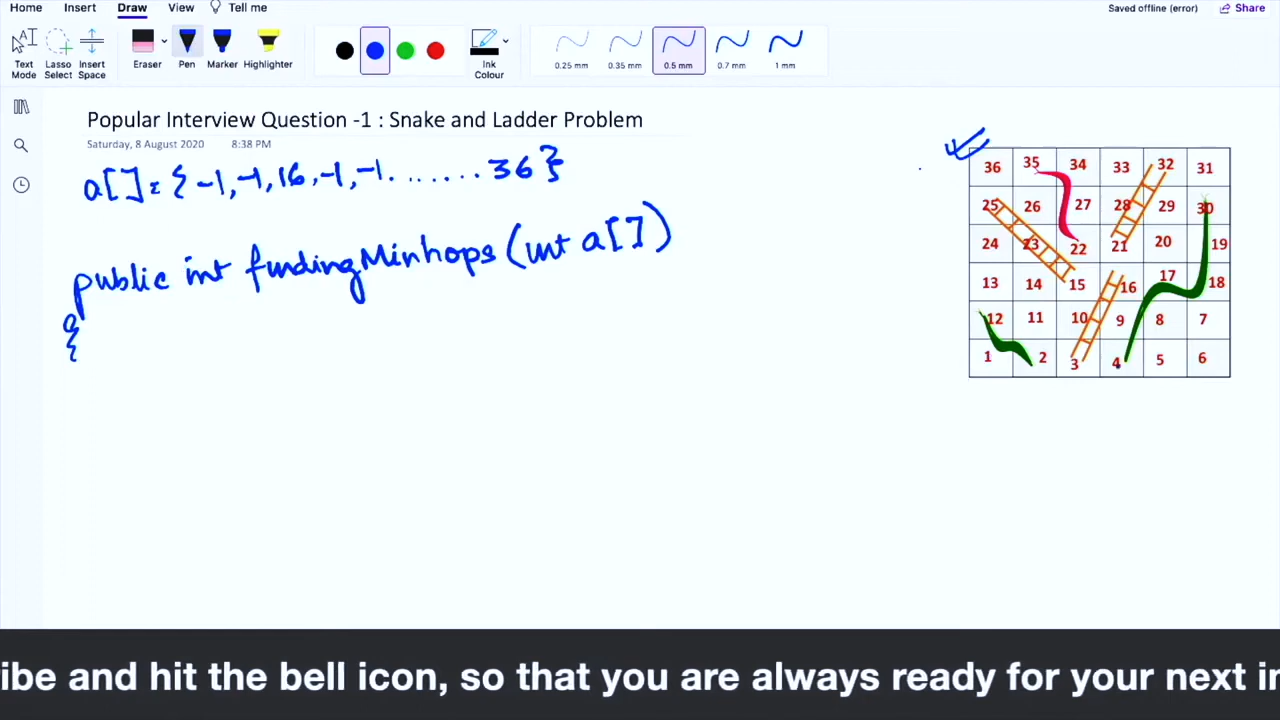 Home Insert Draw View Tell me Saved offline (error) Share
Text Mode Lasso Select Insert Space Eraser Pen Marker Highlighter Ink Colour 0.25 mm 0.35 mm 0.5 mm 0.7 mm 1 mm
Popular Interview Question -1 : Snake and Ladder Problem
Saturday, 8 August 2020 8:38 PM
a[]= {-1,-1,16,-1,-1.......36}
public int findingMinhops (int a[])
{
36 35 34 33 32 31
25 26 27 28 29 30
24 23 22 21 20 19
13 14 15 16 17 18
12 11 10 9 8 7
1 2 3 4 5 6
ibe and hit the bell icon, so that you are always ready for your next in